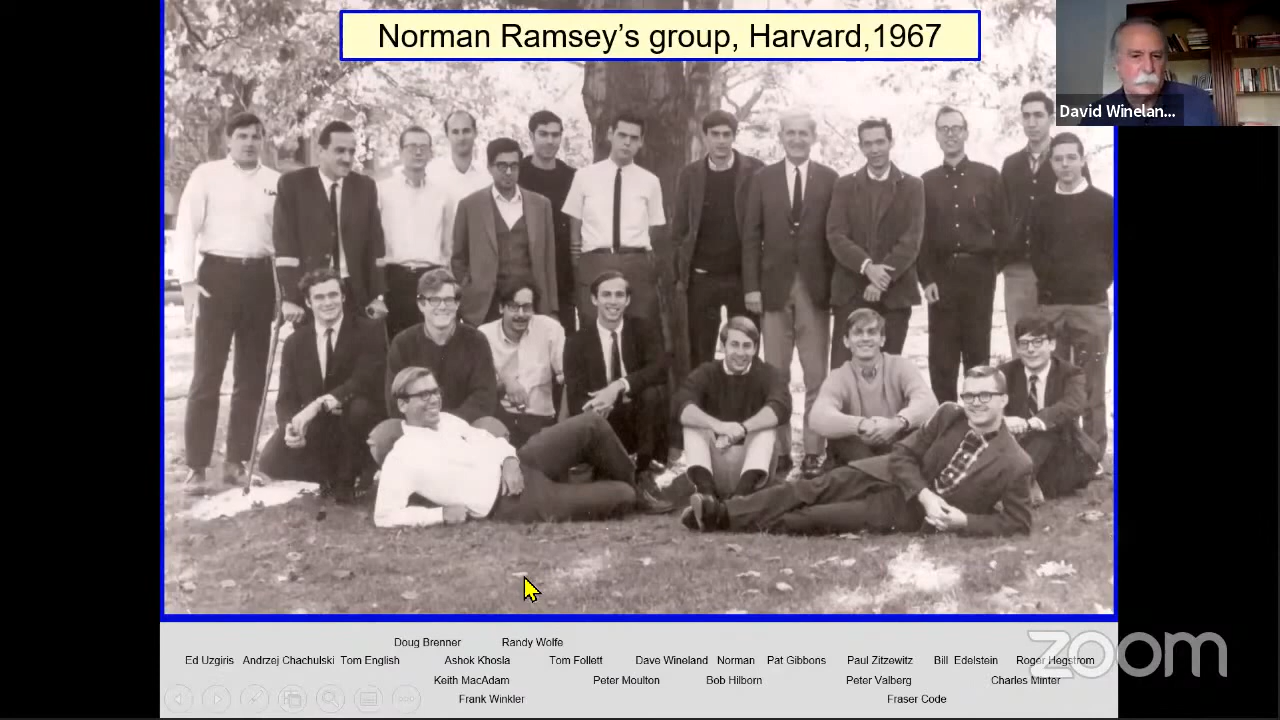 Norman Ramsey’s group, Harvard,1967
David Winelan...
Doug Brenner Randy Wolfe
Ed Uzgiris Andrzej Chachulski Tom English Ashok Khosla Tom Follett Dave Wineland Norman Pat Gibbons Paul Zitzewitz Bill Edelstein Roger Hegstrom
Keith MacAdam Peter Moulton Bob Hilborn Peter Valberg Charles Minter
Frank Winkler Fraser Code
zoom